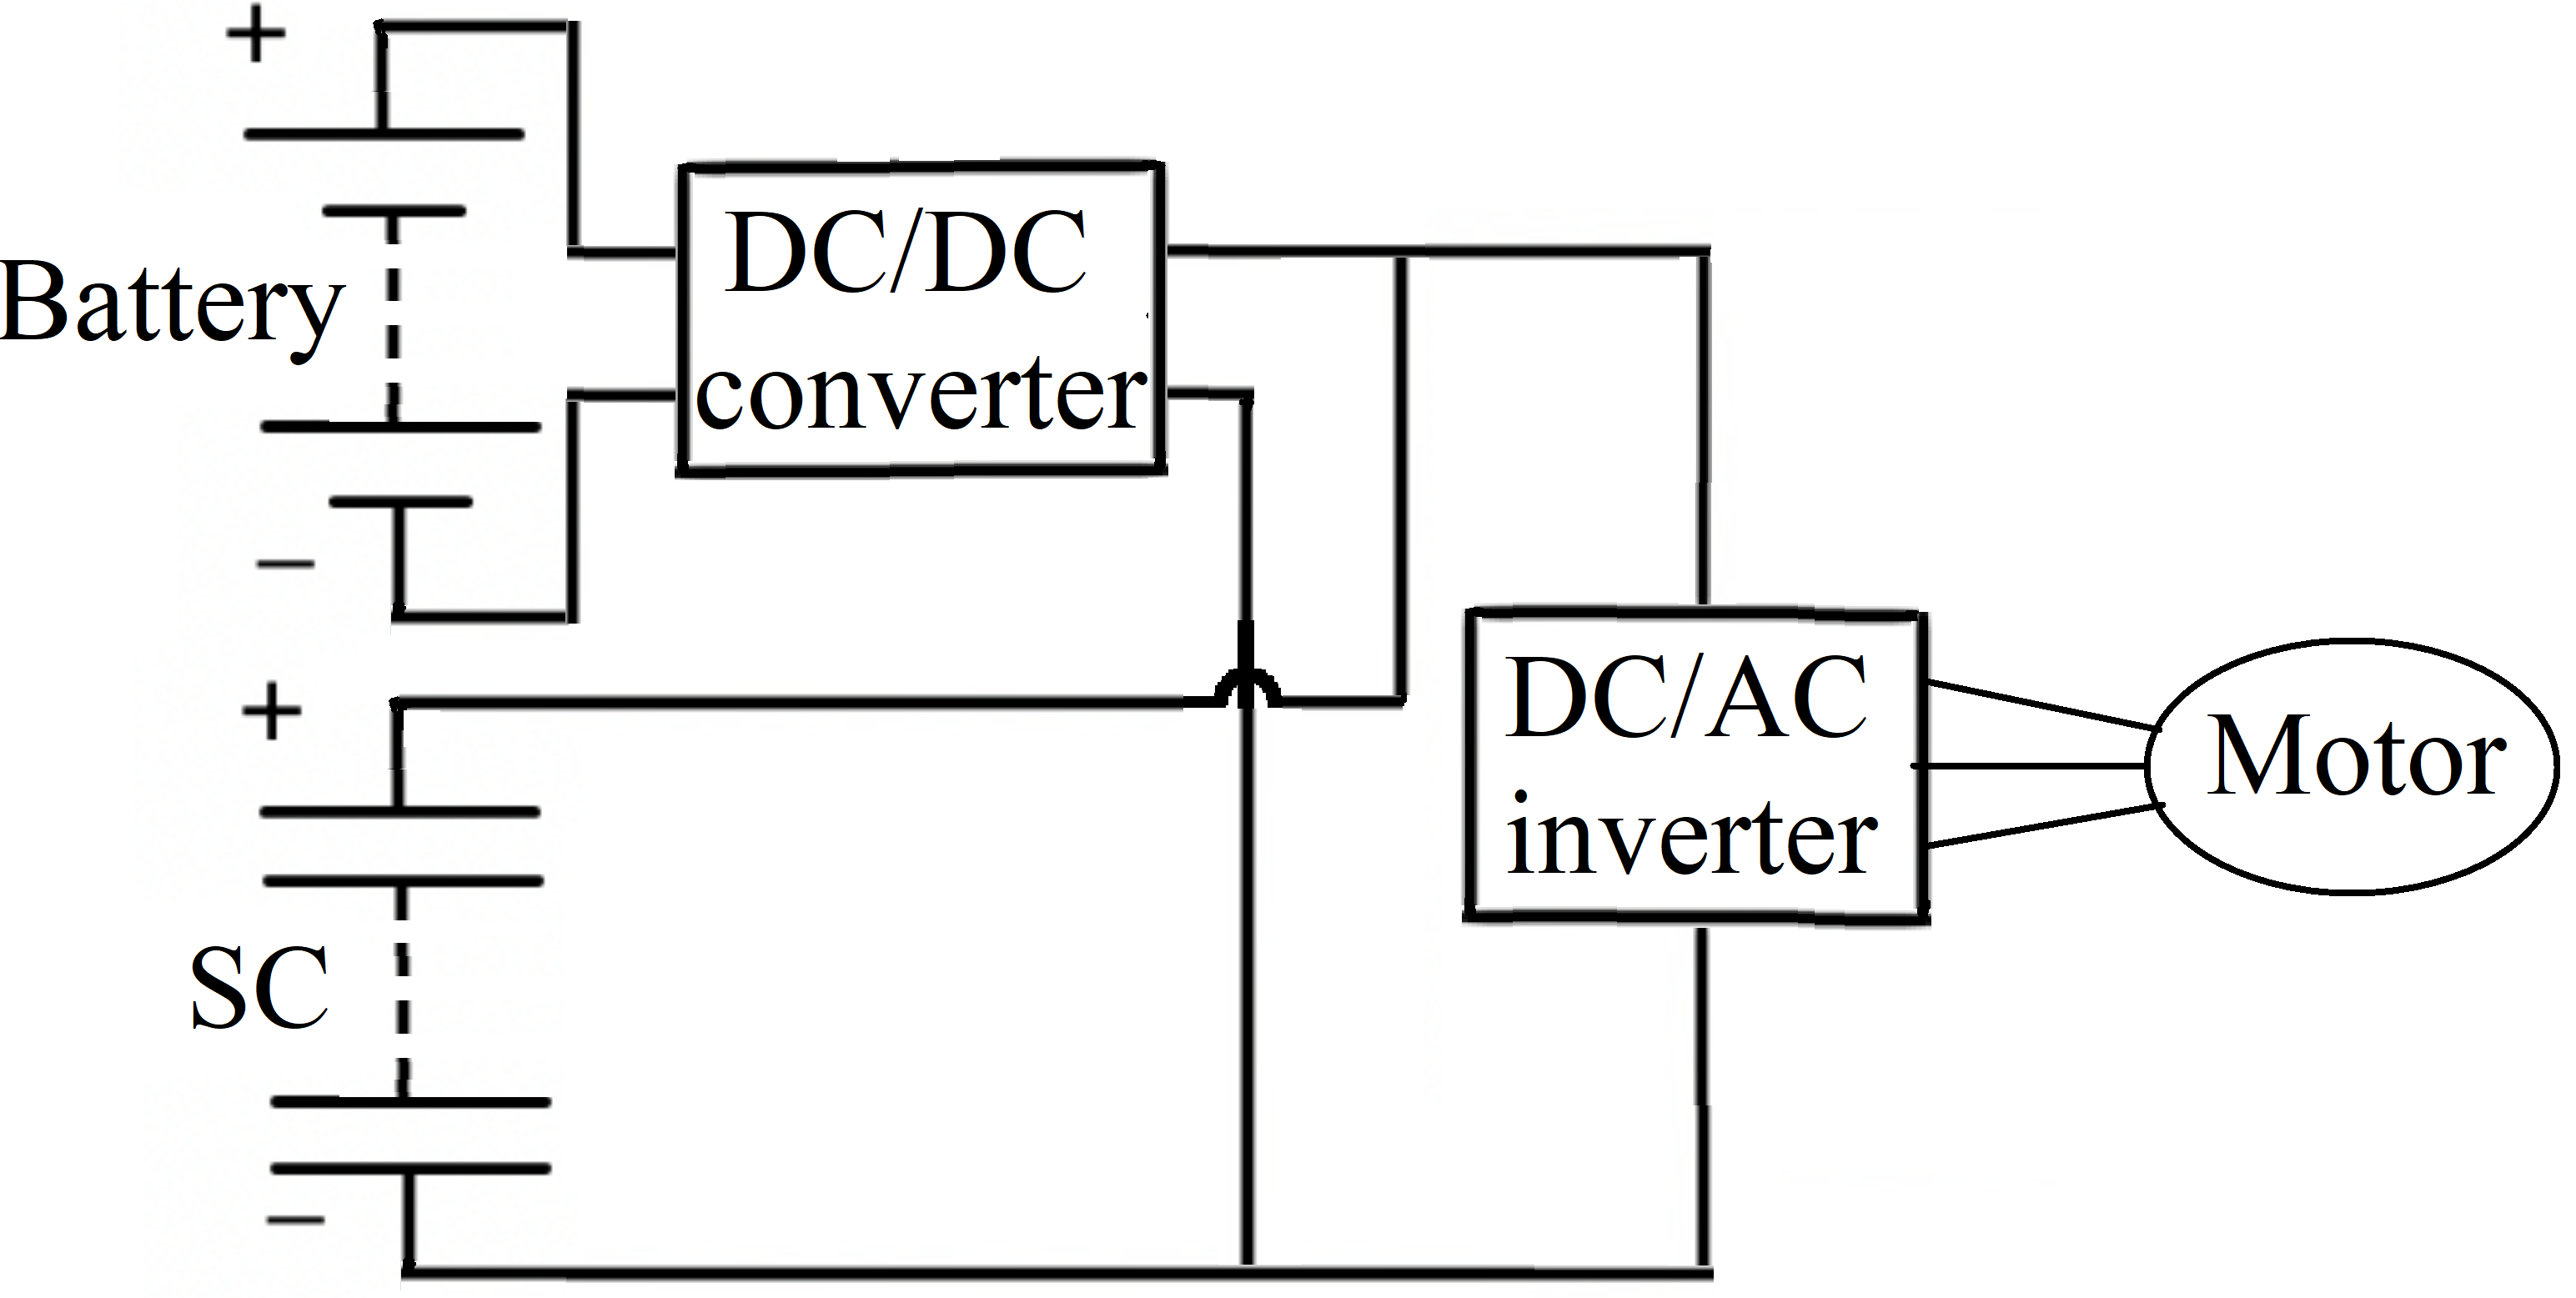 +
Battery
−
DC/DC
converter
+
SC
−
DC/AC
inverter
Motor